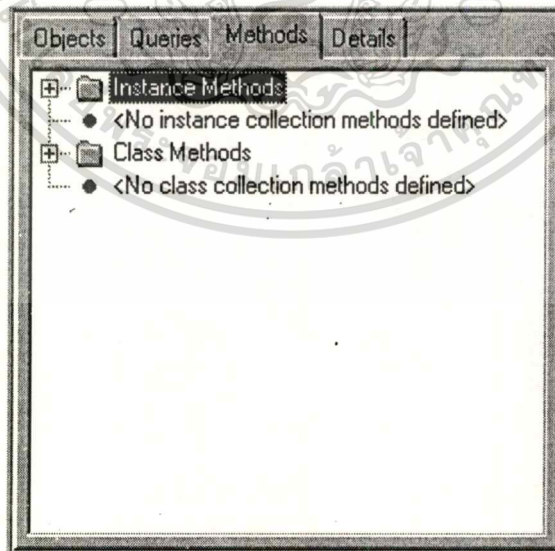 Objects Queries Methods Details
Instance Methods
<No instance collection methods defined>
Class Methods
<No class collection methods defined>